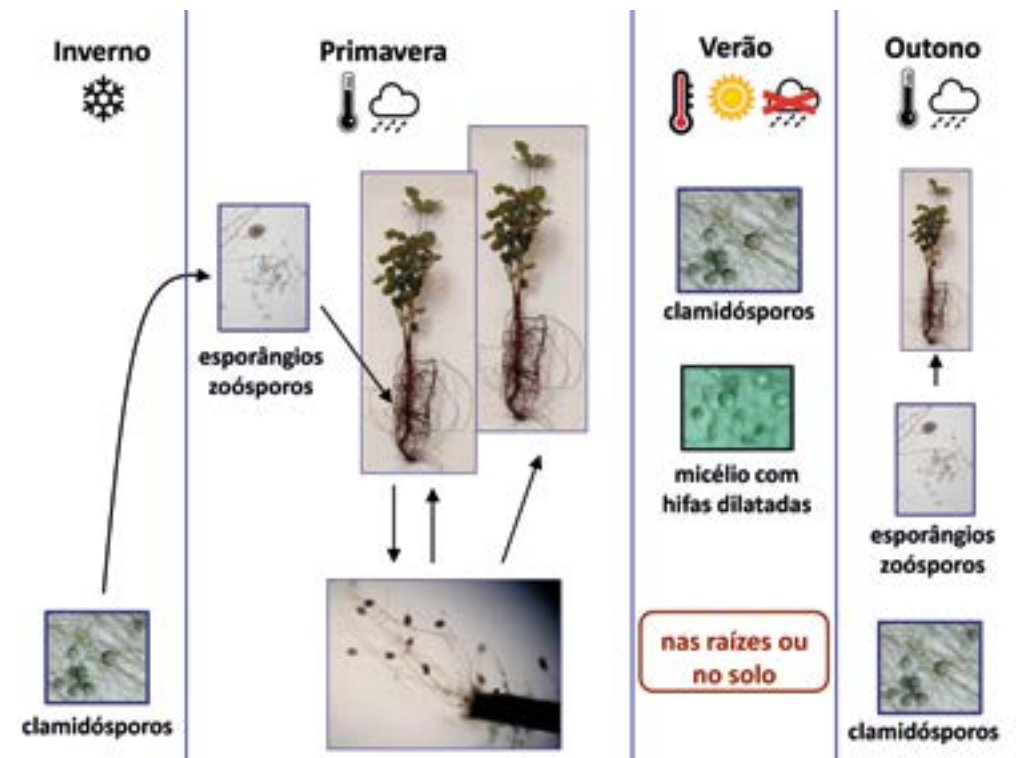 Inverno
clamidósporos
Primavera
esporângios
zoósporos
Verão
clamidósporos
micélio com
hifas dilatadas
nas raízes ou
no solo
Outono
esporângios
zoósporos
clamidósporos